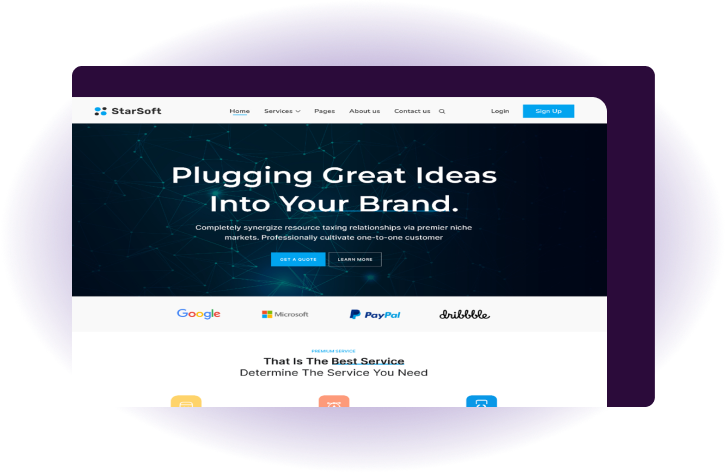 StarSoft Home Services Pages About us Contact us Login Sign Up
Plugging Great Ideas
Into Your Brand.
Completely synergize resource taxing relationships via premier niche
markets. Professionally cultivate one-to-one customer
GET A QUOTE LEARN MORE
Google Microsoft PayPal dribbble
PREMIUM SERVICE
That Is The Best Service
Determine The Service You Need